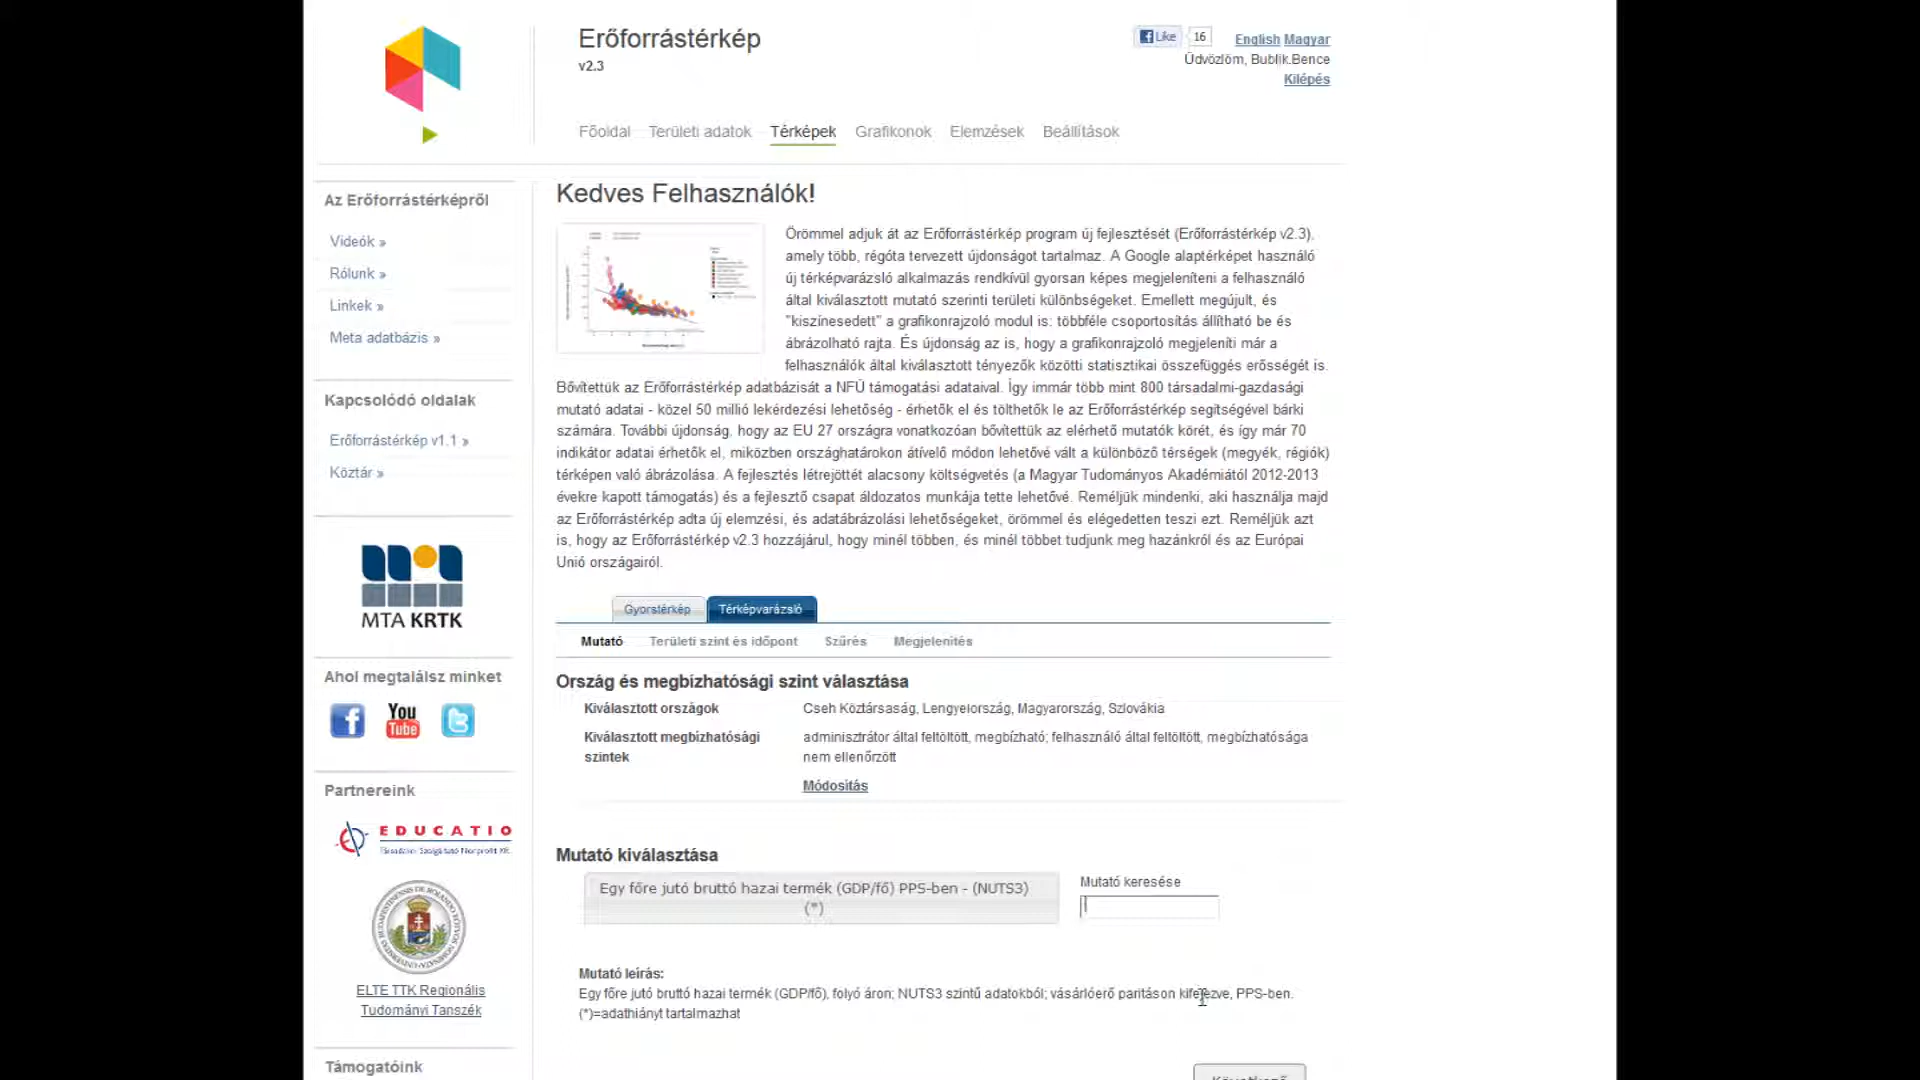 Erőforrástérkép
v2.3
Like 16
English Magyar
Üdvözlöm, Bublik.Bence
Kilépés
Főoldal Területi adatok Térképek Grafikonok Elemzések Beállítások
Az Erőforrástérképről
Videók »
Rólunk »
Linkek »
Meta adatbázis »
Kapcsolódó oldalak
Erőforrástérkép v1.1 »
Köztár »
MTA KRTK
Ahol megtalálsz minket
You
Tube
Partnereink
EDUCATIO
ELTE TTK Regionális
Tudományi Tanszék
Támogatóink
Kedves Felhasználók!
Örömmel adjuk át az Erőforrástérkép program új fejlesztését (Erőforrástérkép v2.3),
amely több, régóta tervezett újdonságot tartalmaz. A Google alaptérképet használó
új térképvarázsló alkalmazás rendkívül gyorsan képes megjeleníteni a felhasználó
által kiválasztott mutató szerinti területi különbségeket. Emellett megújult, és
"kiszínesedett" a grafikonrajzoló modul is: többféle csoportosítás állítható be és
ábrázolható rajta. És újdonság az is, hogy a grafikonrajzoló megjeleníti már a
felhasználók által kiválasztott tényezők közötti statisztikai összefüggés erősségét is.
Bővítettük az Erőforrástérkép adatbázisát a NFÜ támogatási adataival. Így immár több mint 800 társadalmi-gazdasági
mutató adatai - közel 50 millió lekérdezési lehetőség - érhetők el és tölthetők le az Erőforrástérkép segítségével bárki
számára. További újdonság, hogy az EU 27 országra vonatkozóan bővítettük az elérhető mutatók körét, és így már 70
indikátor adatai érhetők el, miközben országhatárokon átívelő módon lehetővé vált a különböző térségek (megyék, régiók)
térképen való ábrázolása. A fejlesztés létrejöttét alacsony költségvetés (a Magyar Tudományos Akadémiától 2012-2013
évekre kapott támogatás) és a fejlesztő csapat áldozatos munkája tette lehetővé. Reméljük mindenki, aki használja majd
az Erőforrástérkép adta új elemzési, és adatábrázolási lehetőségeket, örömmel és elégedetten teszi ezt. Reméljük azt
is, hogy az Erőforrástérkép v2.3 hozzájárul, hogy minél többen, és minél többet tudjunk meg hazánkról és az Európai
Unió országairól.
Gyorstérkép Térképvarázsló
Mutató Területi szint és időpont Szűrés Megjelenítés
Ország és megbízhatósági szint választása
Kiválasztott országok Cseh Köztársaság, Lengyelország, Magyarország, Szlovákia
Kiválasztott megbízhatósági szintek adminisztrátor által feltöltött, megbízható; felhasználó által feltöltött, megbízhatósága
nem ellenőrzött
Módosítás
Mutató kiválasztása
Egy főre jutó bruttó hazai termék (GDP/fő) PPS-ben - (NUTS3)
(*)
Mutató keresése
Mutató leírás:
Egy főre jutó bruttó hazai termék (GDP/fő), folyó áron; NUTS3 szintű adatokból; vásárlóerő paritáson kifejezve, PPS-ben.
(*)=adathiányt tartalmazhat
Következő